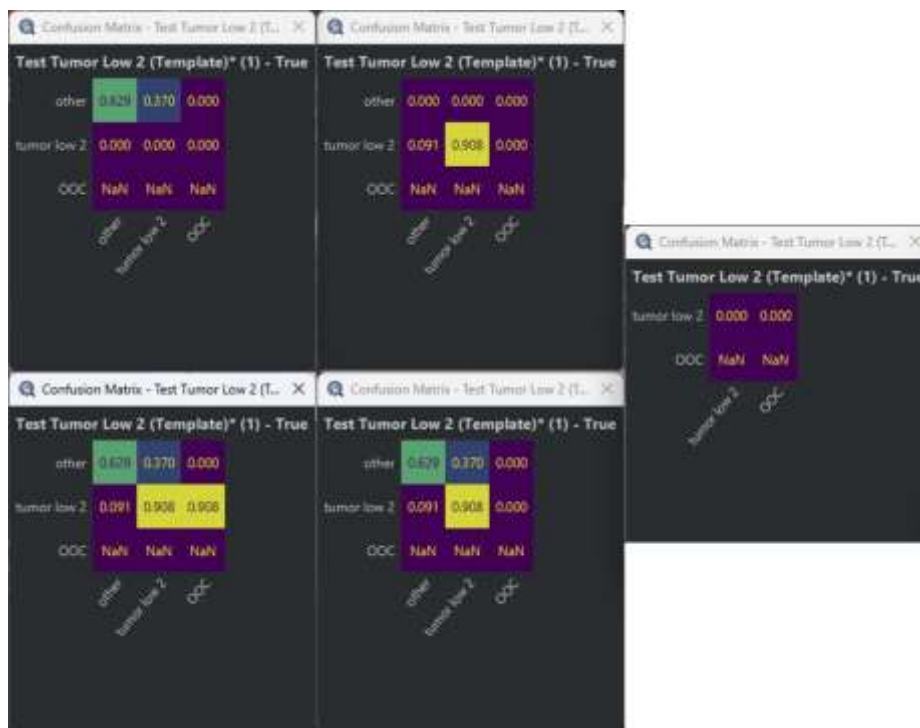 Confusion Matrix - Test Tumor Low 2 (T... ×
Test Tumor Low 2 (Template)* (1) - True
other 0.629 0.370 0.000
tumor low 2 0.000 0.000 0.000
OOC NaN NaN NaN
other
tumor low 2
OOC
Confusion Matrix - Test Tumor Low 2 (T... ×
Test Tumor Low 2 (Template)* (1) - True
other 0.000 0.000 0.000
tumor low 2 0.091 0.908 0.000
OOC NaN NaN NaN
other
tumor low 2
OOC
Confusion Matrix - Test Tumor Low 2 (T... ×
Test Tumor Low 2 (Template)* (1) - True
tumor low 2 0.000 0.000
OOC NaN NaN
tumor low 2
OOC
Confusion Matrix - Test Tumor Low 2 (T... ×
Test Tumor Low 2 (Template)* (1) - True
other 0.629 0.370 0.000
tumor low 2 0.091 0.908 0.908
OOC NaN NaN NaN
other
tumor low 2
OOC
Confusion Matrix - Test Tumor Low 2 (T... ×
Test Tumor Low 2 (Template)* (1) - True
other 0.629 0.370 0.000
tumor low 2 0.091 0.908 0.000
OOC NaN NaN NaN
other
tumor low 2
OOC